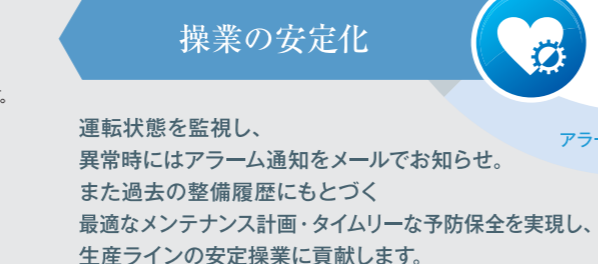 操業の安定化
。
アラー
運転状態を監視し、
異常時にはアラーム通知をメールでお知らせ。
また過去の整備履歴にもとづく
最適なメンテナンス計画・タイムリーな予防保全を実現し、
生産ラインの安定操業に貢献します。